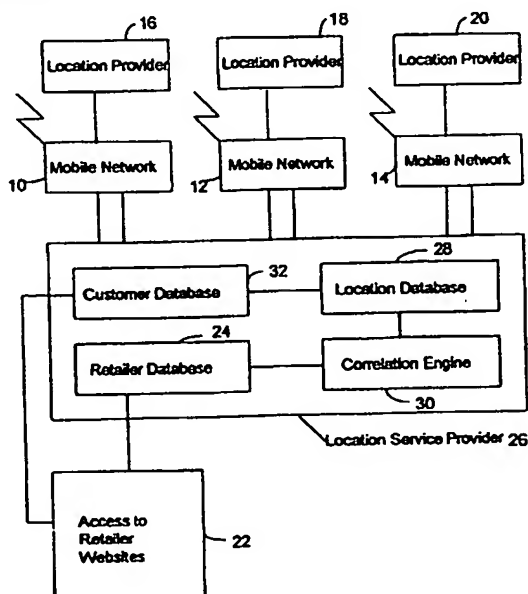 16 18 20
Location Provider Location Provider Location Provider
Mobile Network Mobile Network Mobile Network
10 12 14
28
32
Customer Database Location Database
24
Retailer Database Correlation Engine
30
Location Service Provider 26
Access to
Retailer
Websites
22